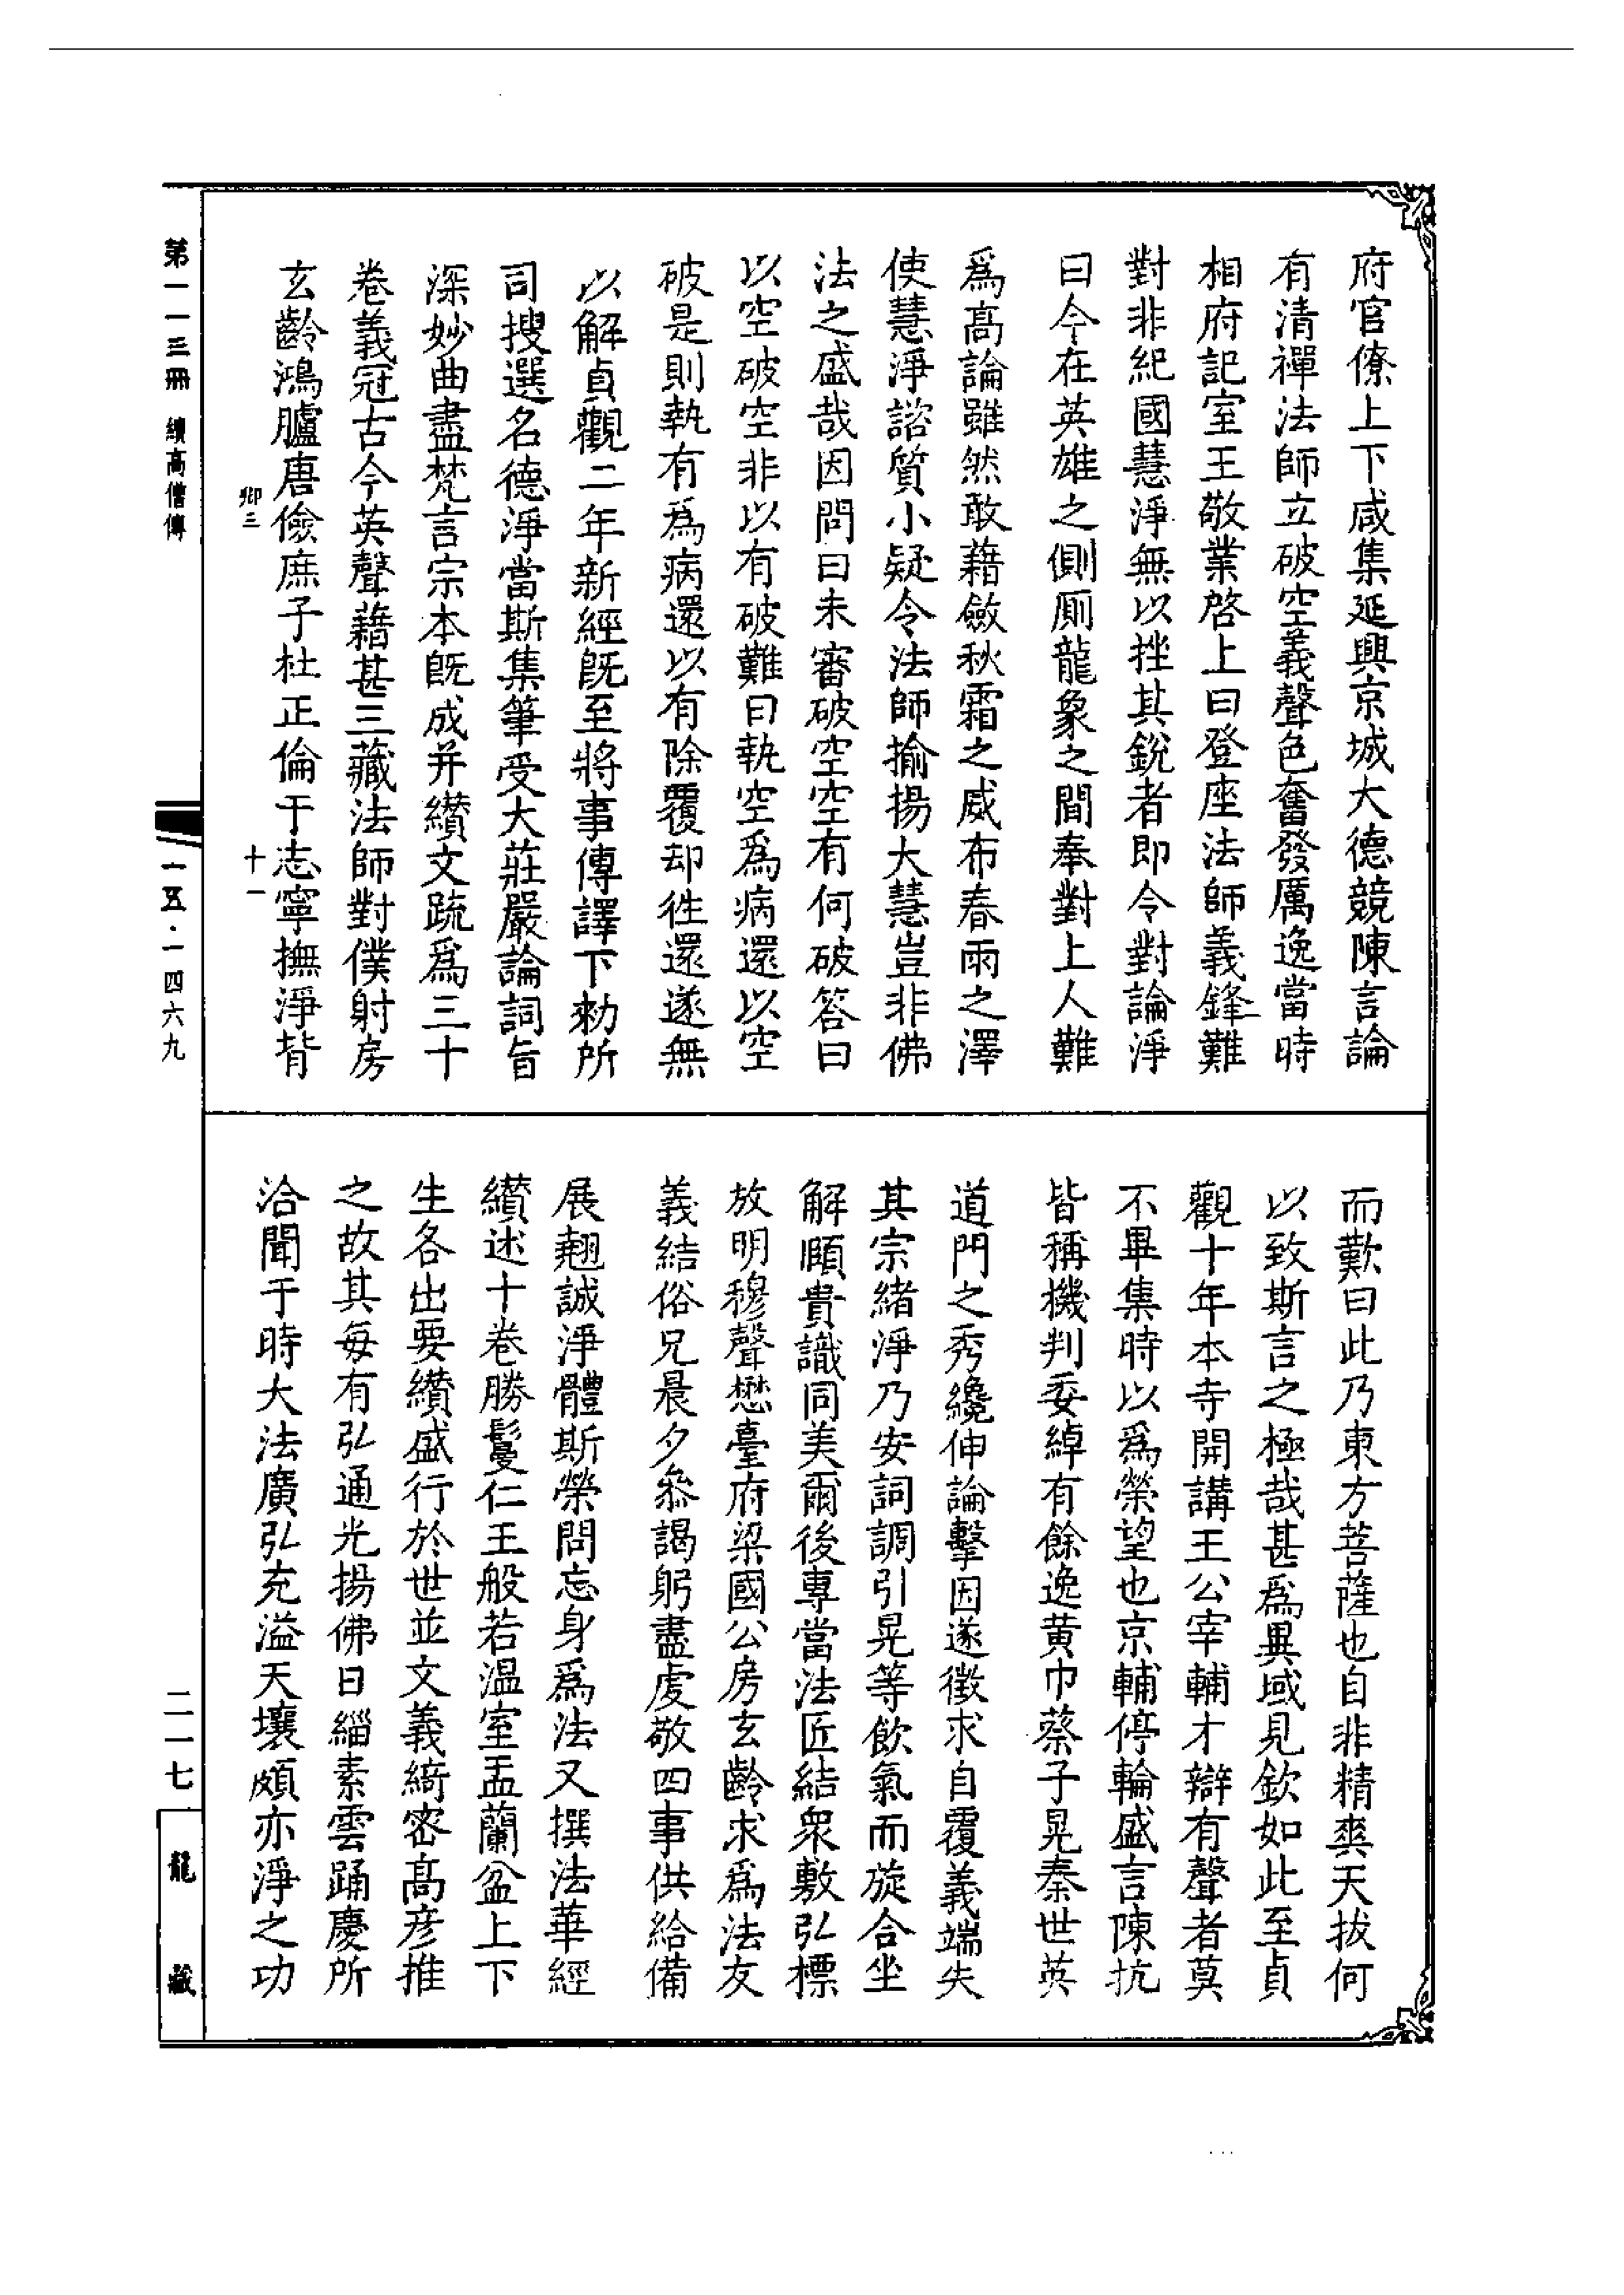 府官僚上下咸集延興京城大德競陳言論
有清禪法師立破空義聲色奮發厲逸當時
相府記室王敬業啓上曰登座法師義鋒難
對非紀國慧淨無以挫其銳者即令對論淨
曰今在英雄之側廁龍象之間奉對上人難
爲高論雖然敢藉斂秋霜之威布春雨之澤
使慧淨諮質小疑令法師揄揚大慧豈非佛
法之盛哉因問曰未審破空空有何破答曰
以空破空非以有破難曰執空爲病還以空
破是則執有爲病還以有除覆却往還遂無
以解貞觀二年新經既至將事傳譯下勑所
司搜選名德淨當斯集筆受大莊嚴論詞旨
深妙曲盡梵言宗本既成并纘文疏爲三十
卷義冠古今英聲藉甚三藏法師對僕射房
玄齡鴻臚唐儉庶子杜正倫于志寧撫淨背
而歎曰此乃東方菩薩也自非精爽天拔何
以致斯言之極哉甚爲異域見欽如此至貞
觀十年本寺開講王公宰輔才辯有聲者莫
不畢集時以爲榮望也京輔停輪盛言陳抗
皆稱機判委綽有餘逸黃巾蔡子晃秦世英
道門之秀纔伸論擊因遂徵求自覆義端失
其宗緒淨乃安詞調引晃等飲氣而旋合坐
解頤貴識同美爾後專當法匠結衆敷弘標
放明穆聲懋臺府梁國公房玄齡求爲法友
義結俗兄晨夕參謁躬盡虔敬四事供給備
展翹誠淨體斯榮問忘身爲法又撰法華經
纘述十卷勝鬘仁王般若溫室盂蘭盆上下
生各出要纘盛行於世並文義綺密高彦推
之故其每有弘通光揚佛日緇素雲踊慶所
洽聞于時大法廣弘充溢天壤頗亦淨之功
卿三
十一
第一一三冊 續高僧傳
一五·一四六九
二一七
龍藏